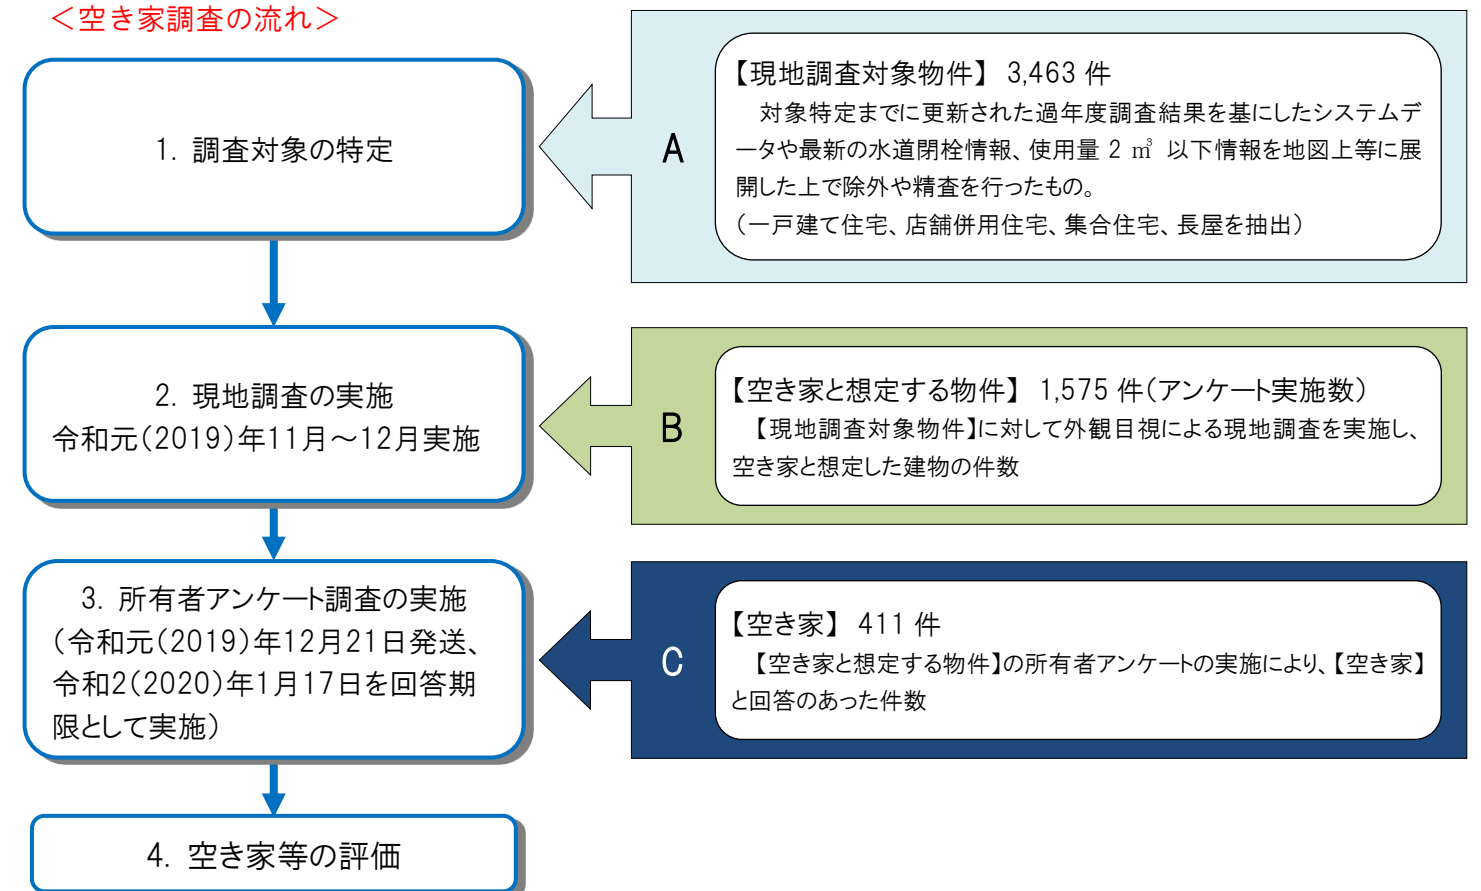 ＜空き家調査の流れ＞
1. 調査対象の特定
A
【現地調査対象物件】 3,463 件
対象特定までに更新された過年度調査結果を基にしたシステムデ
ータや最新の水道閉栓情報、使用量 2 ㎥ 以下情報を地図上等に展
開した上で除外や精査を行ったもの。
（一戸建て住宅、店舗併用住宅、集合住宅、長屋を抽出）
2. 現地調査の実施
令和元（2019）年11月～12月実施
B
【空き家と想定する物件】 1,575 件（アンケート実施数）
【現地調査対象物件】に対して外観目視による現地調査を実施し、
空き家と想定した建物の件数
3. 所有者アンケート調査の実施
（令和元（2019）年12月21日発送、
令和2（2020）年1月17日を回答期
限として実施）
C
【空き家】 411 件
【空き家と想定する物件】の所有者アンケートの実施により、【空き家】
と回答のあった件数
4. 空き家等の評価